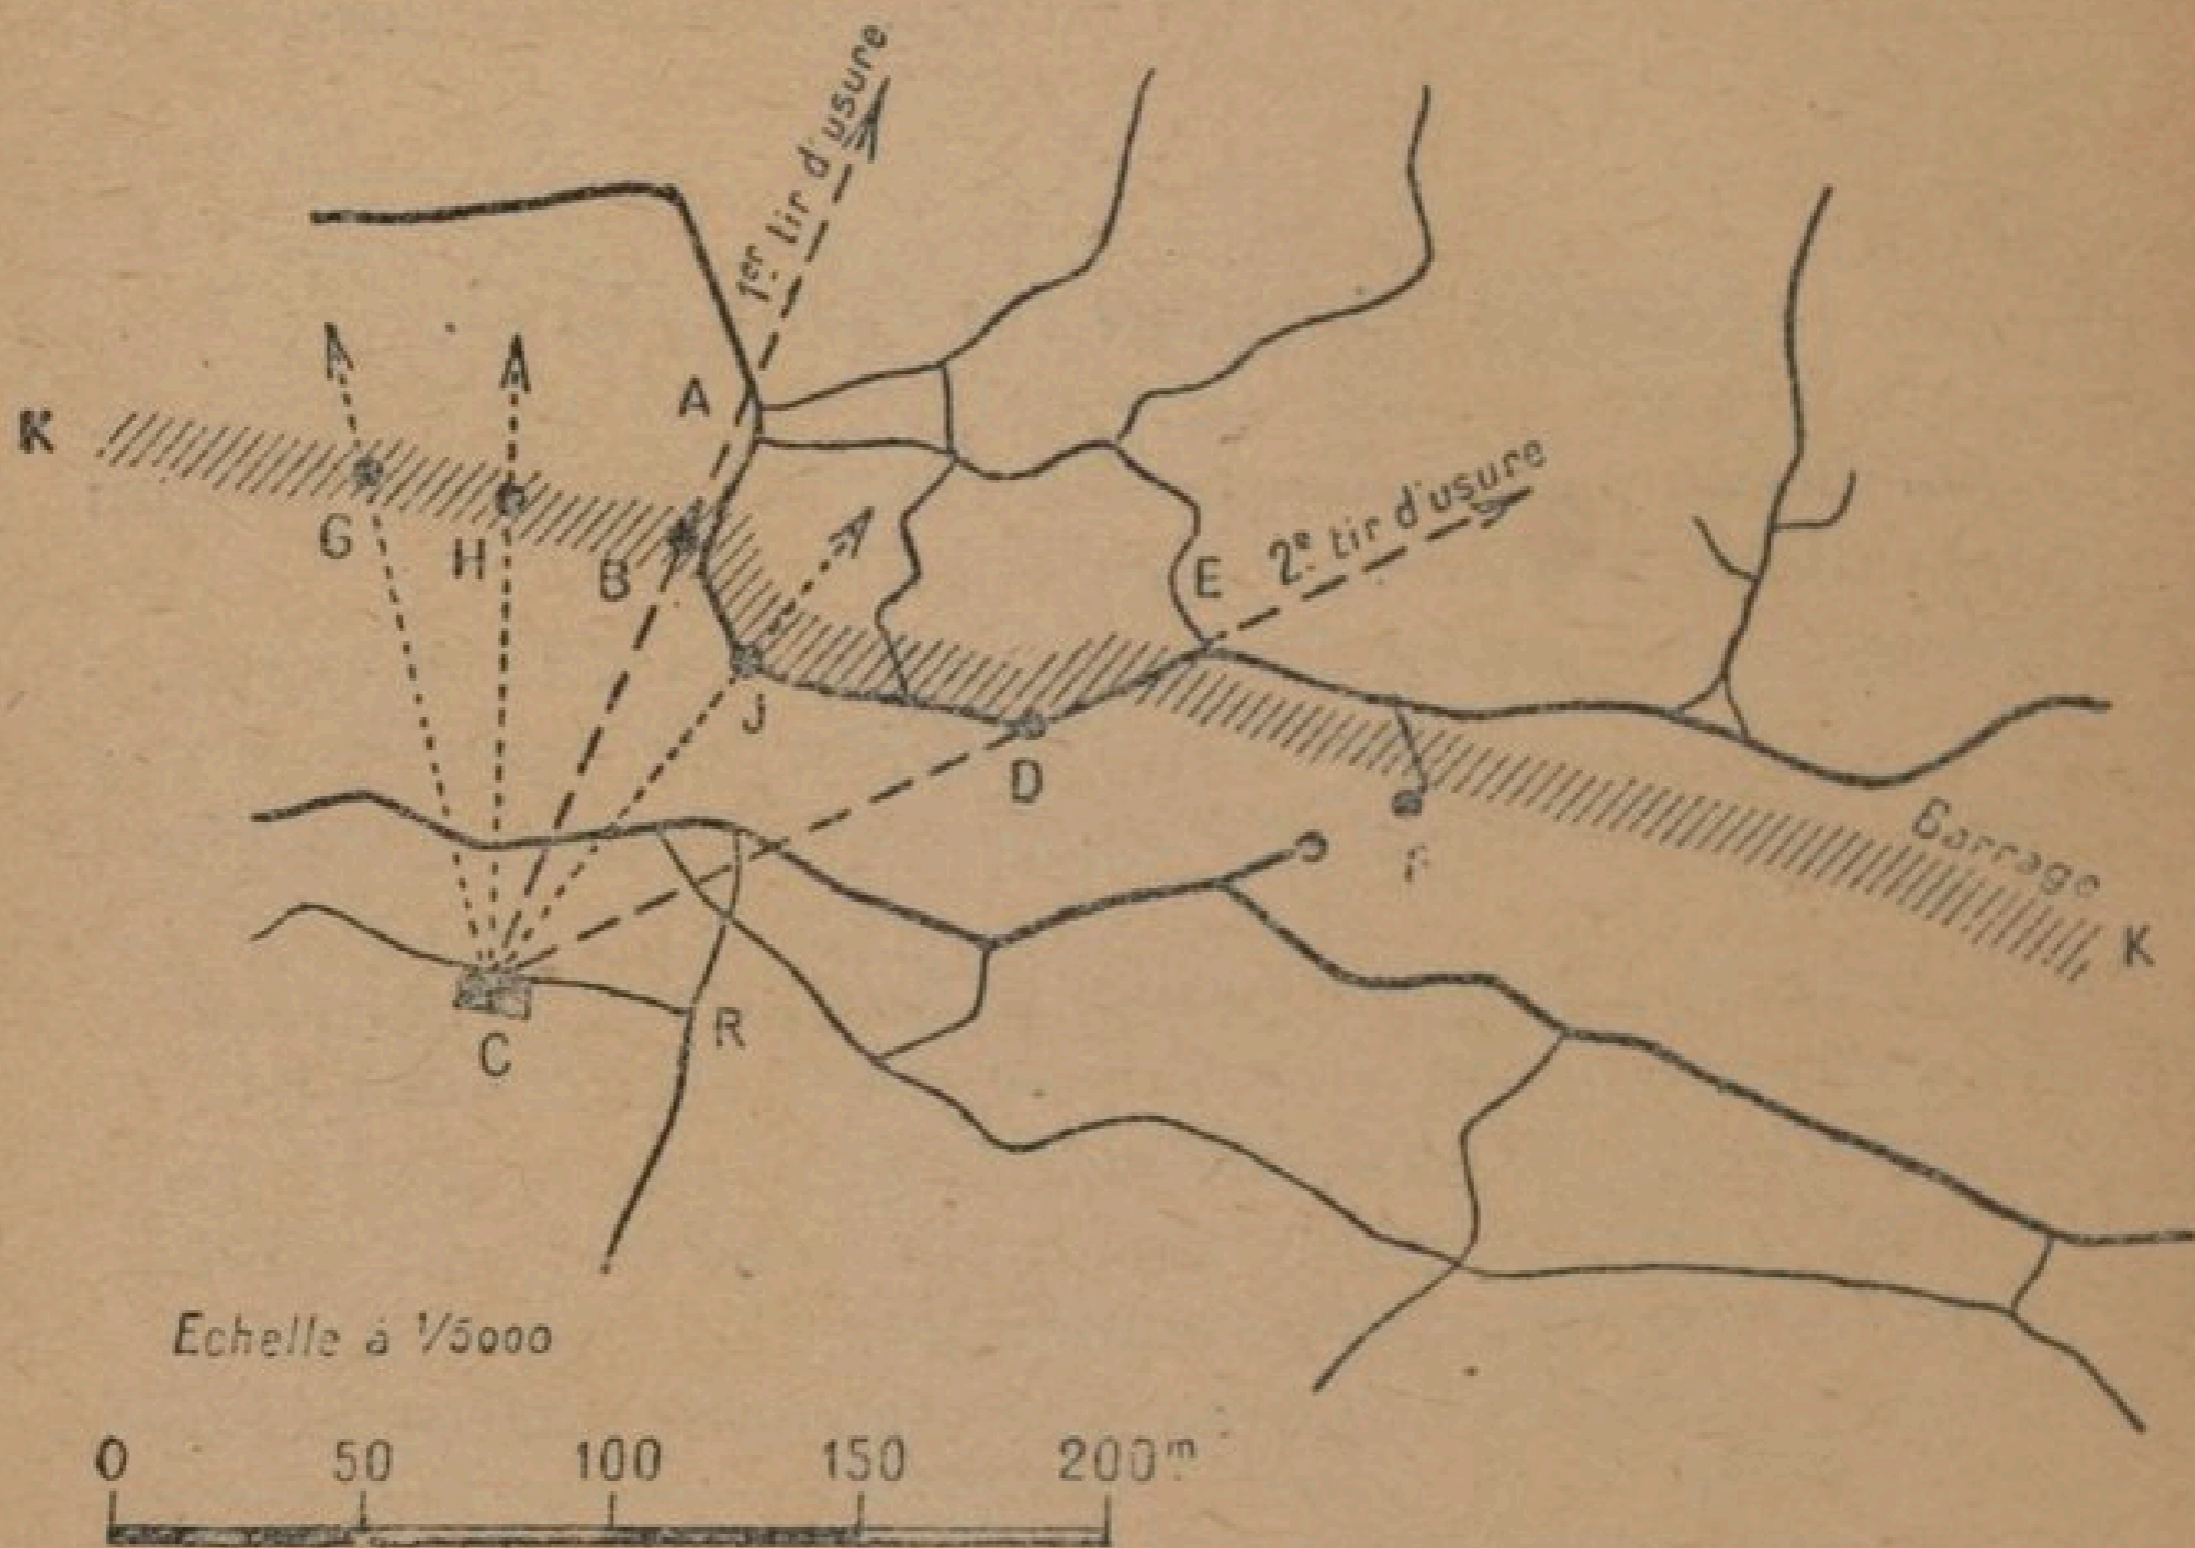 1er tir d'usure
A
K
2e tir d'usure
G
H
B
E
J
D
Barrage
F
K
C
R
Echelle à 1/5000
0 50 100 150 200m